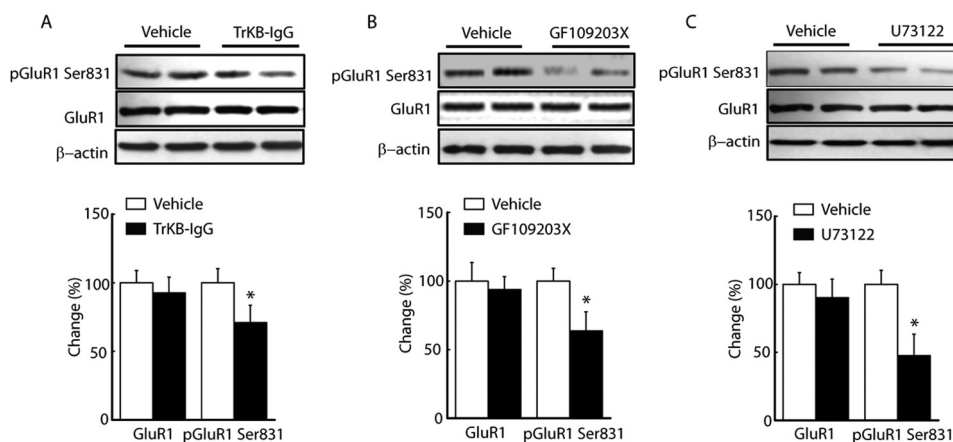 A
Vehicle TrKB-IgG
pGluR1 Ser831
GluR1
β-actin
150
Vehicle
TrKB-IgG
100
Change (%)
50
*
0
GluR1 pGluR1 Ser831
B
Vehicle GF109203X
pGluR1 Ser831
GluR1
β-actin
150
Vehicle
GF109203X
100
Change (%)
50
*
0
GluR1 pGluR1 Ser831
C
Vehicle U73122
pGluR1 Ser831
GluR1
β-actin
150
Vehicle
U73122
100
Change (%)
50
*
0
GluR1 pGluR1 Ser831